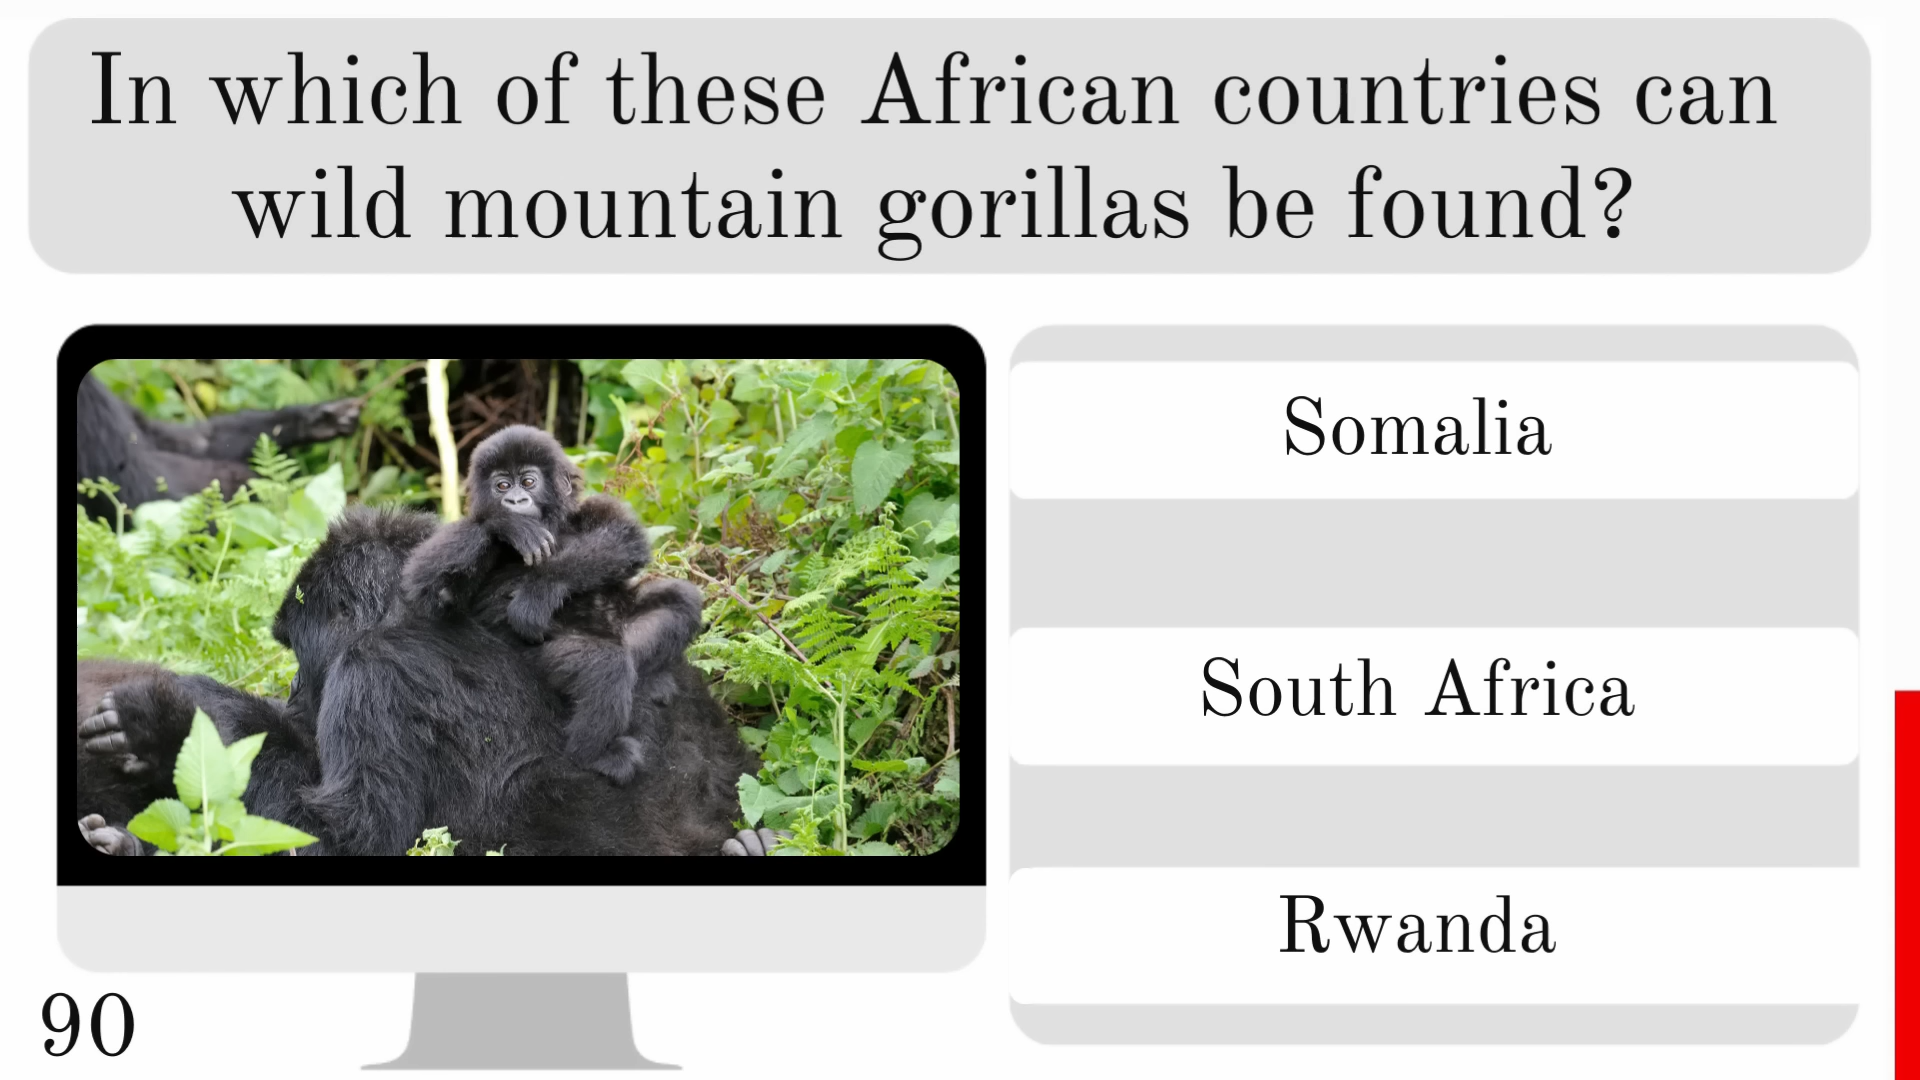 In which of these African countries can
wild mountain gorillas be found?
Somalia
South Africa
Rwanda
90